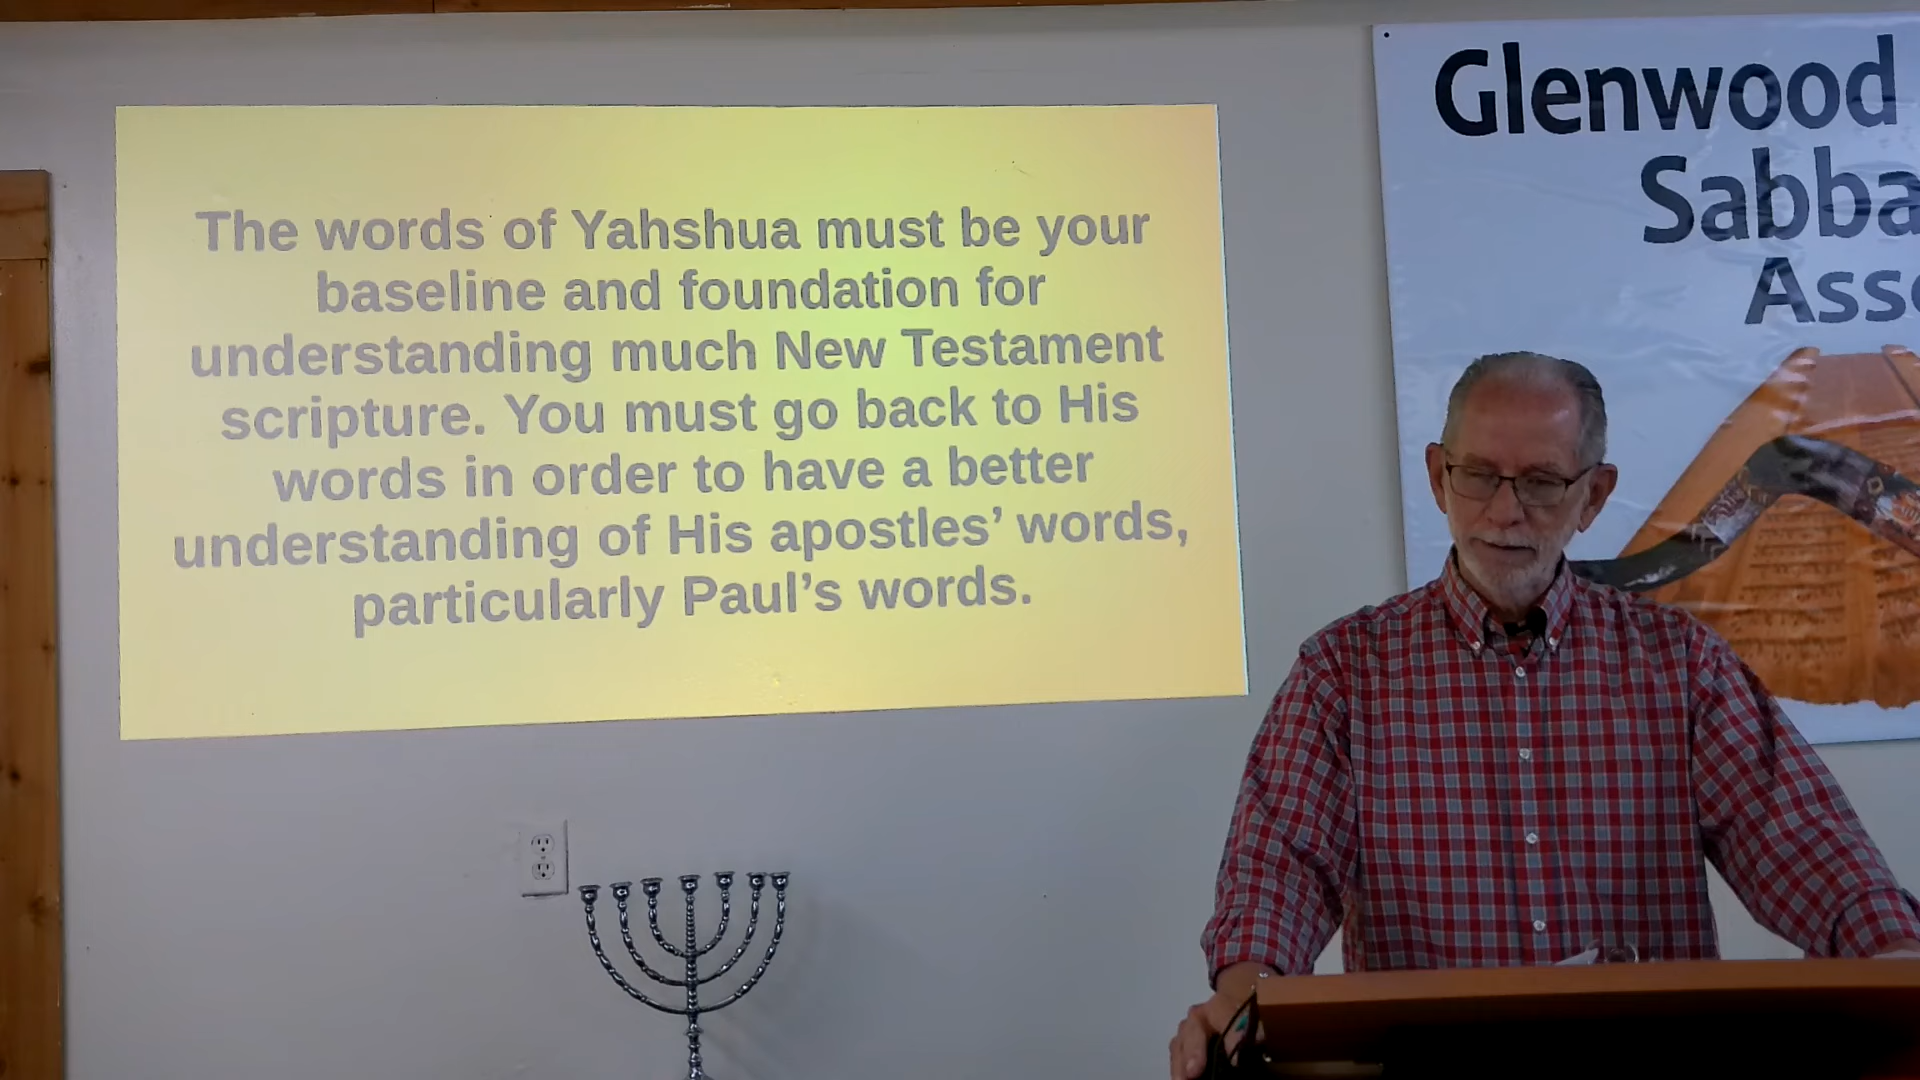 The words of Yahshua must be your
baseline and foundation for
understanding much New Testament
scripture. You must go back to His
words in order to have a better
understanding of His apostles’ words,
particularly Paul’s words.
Glenwood
Sabba
Ass